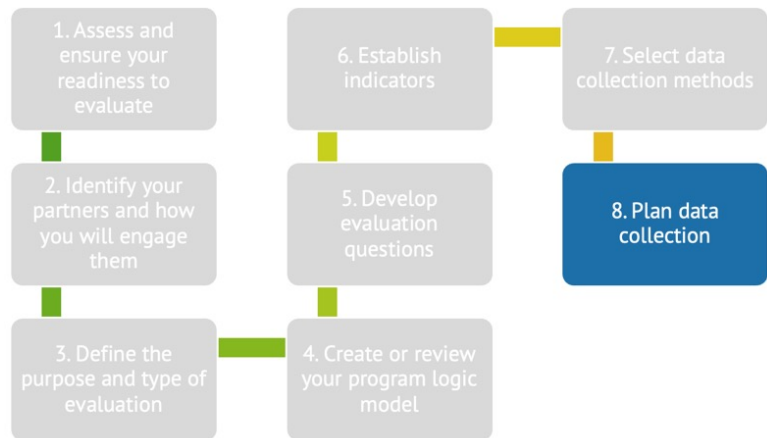 1. Assess and
ensure your
readiness to
evaluate
2. Identify your
partners and how
you will engage
them
3. Define the
purpose and type of
evaluation
4. Create or review
your program logic
model
5. Develop
evaluation
questions
6. Establish
indicators
7. Select data
collection methods
8. Plan data
collection